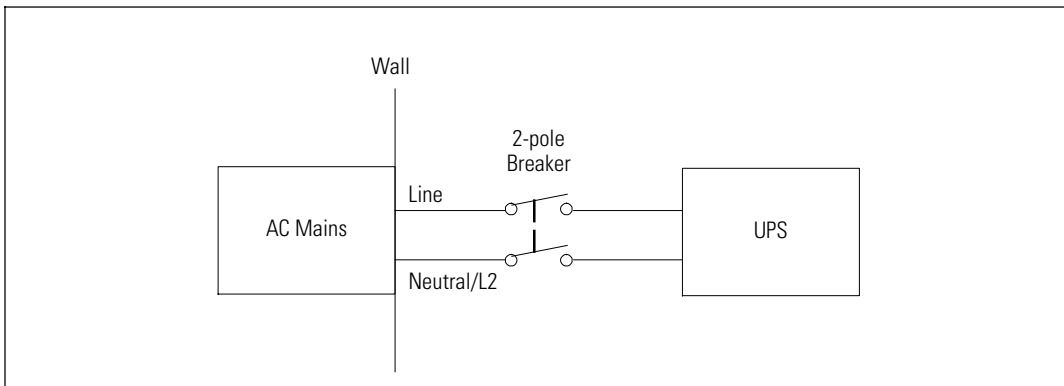 Wall
2-pole
Breaker
Line
AC Mains
UPS
Neutral/L2